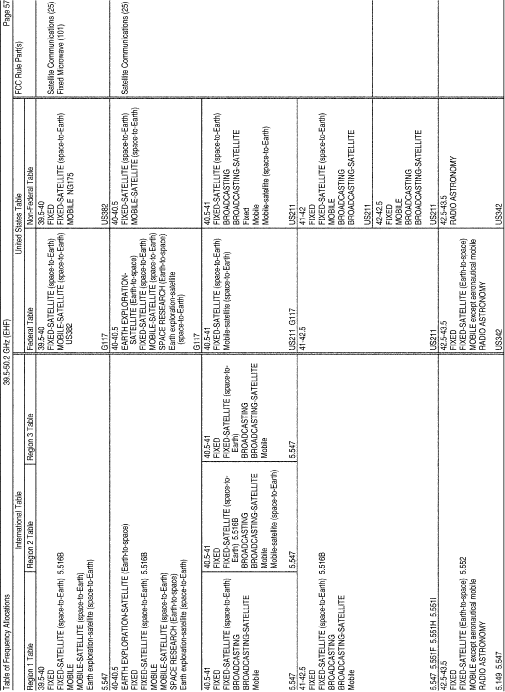 Table of Frequency Allocations
39.5-50.2 GHz (EHF)
Page 57
International Table
United States Table
FCC Rule Part(s)
Region 1 Table
Region 2 Table
Region 3 Table
Federal Table
Non-Federal Table
39.5-40
FIXED
FIXED-SATELLITE (space-to-Earth) 5.516B
MOBILE
MOBILE-SATELLITE (space-to-Earth)
Earth exploration-satellite (space-to-Earth)
5.547
39.5-40
FIXED-SATELLITE (space-to-Earth)
MOBILE-SATELLITE (space-to-Earth)
US382
G117
39.5-40
FIXED
FIXED-SATELLITE (space-to-Earth)
MOBILE NG175
US382
Satellite Communications (25)
Fixed Microwave (101)
40-40.5
EARTH EXPLORATION-SATELLITE (Earth-to-space)
FIXED
FIXED-SATELLITE (space-to-Earth) 5.516B
MOBILE
MOBILE-SATELLITE (space-to-Earth)
SPACE RESEARCH (Earth-to-space)
Earth exploration-satellite (space-to-Earth)
40-40.5
EARTH EXPLORATION-
SATELLITE (Earth-to-space)
FIXED-SATELLITE (space-to-Earth)
MOBILE-SATELLITE (space-to-Earth)
SPACE RESEARCH (Earth-to-space)
Earth exploration-satellite
(space-to-Earth)
G117
40-40.5
FIXED-SATELLITE (space-to-Earth)
MOBILE-SATELLITE (space-to-Earth)
Satellite Communications (25)
40.5-41
FIXED
FIXED-SATELLITE (space-to-Earth)
BROADCASTING
BROADCASTING-SATELLITE
Mobile
5.547
40.5-41
FIXED
FIXED-SATELLITE (space-to-
Earth) 5.516B
BROADCASTING
BROADCASTING-SATELLITE
Mobile
Mobile-satellite (space-to-Earth)
5.547
40.5-41
FIXED
FIXED-SATELLITE (space-to-
Earth)
BROADCASTING
BROADCASTING-SATELLITE
Mobile
5.547
40.5-41
FIXED-SATELLITE (space-to-Earth)
Mobile-satellite (space-to-Earth)
US211 G117
40.5-41
FIXED-SATELLITE (space-to-Earth)
BROADCASTING
BROADCASTING-SATELLITE
Fixed
Mobile
Mobile-satellite (space-to-Earth)
US211
41-42.5
FIXED
FIXED-SATELLITE (space-to-Earth) 5.516B
BROADCASTING
BROADCASTING-SATELLITE
Mobile
5.547 5.551F 5.551H 5.551I
41-42.5
US211
41-42
FIXED
FIXED-SATELLITE (space-to-Earth)
MOBILE
BROADCASTING
BROADCASTING-SATELLITE
US211
42-42.5
FIXED
MOBILE
BROADCASTING
BROADCASTING-SATELLITE
US211
42.5-43.5
FIXED
FIXED-SATELLITE (Earth-to-space) 5.552
MOBILE except aeronautical mobile
RADIO ASTRONOMY
5.149 5.547
42.5-43.5
FIXED
FIXED-SATELLITE (Earth-to-space)
MOBILE except aeronautical mobile
RADIO ASTRONOMY
US342
42.5-43.5
RADIO ASTRONOMY
US342